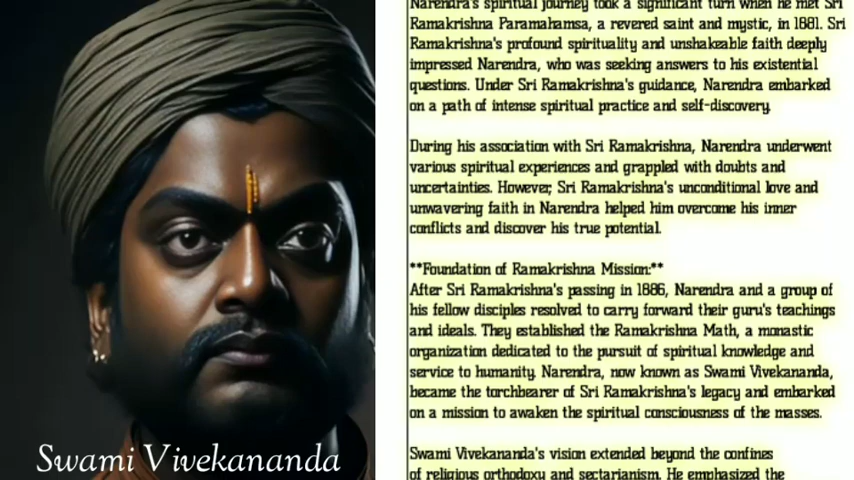 Swami Vivekananda
Narendra's spiritual journey took a significant turn when he met Sri
Ramakrishna Paramahamsa, a revered saint and mystic, in 1881. Sri
Ramakrishna's profound spirituality and unshakeable faith deeply
impressed Narendra, who was seeking answers to his existential
questions. Under Sri Ramakrishna's guidance, Narendra embarked
on a path of intense spiritual practice and self-discovery.
During his association with Sri Ramakrishna, Narendra underwent
various spiritual experiences and grappled with doubts and
uncertainties. However, Sri Ramakrishna's unconditional love and
unwavering faith in Narendra helped him overcome his inner
conflicts and discover his true potential.
**Foundation of Ramakrishna Mission:**
After Sri Ramakrishna's passing in 1886, Narendra and a group of
his fellow disciples resolved to carry forward their guru's teachings
and ideals. They established the Ramakrishna Math, a monastic
organization dedicated to the pursuit of spiritual knowledge and
service to humanity. Narendra, now known as Swami Vivekananda,
became the torchbearer of Sri Ramakrishna's legacy and embarked
on a mission to awaken the spiritual consciousness of the masses.
Swami Vivekananda's vision extended beyond the confines
of religious orthodoxy and sectarianism. He emphasized the